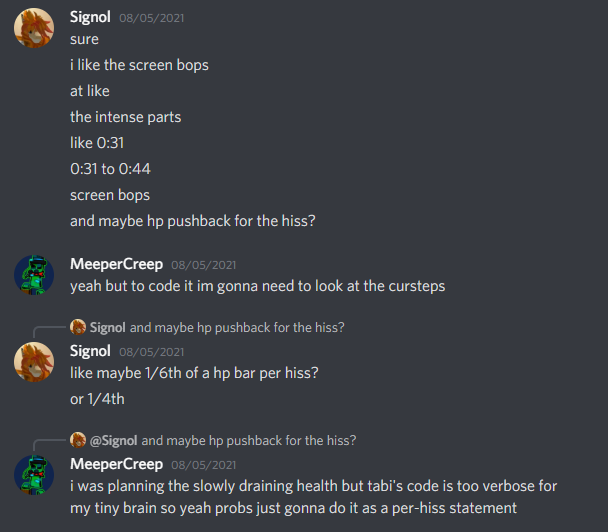 Signol 08/05/2021
sure
i like the screen bops
at like
the intense parts
like 0:31
0:31 to 0:44
screen bops
and maybe hp pushback for the hiss?
MeeperCreep 08/05/2021
yeah but to code it im gonna need to look at the cursteps
Signol and maybe hp pushback for the hiss?
Signol 08/05/2021
like maybe 1/6th of a hp bar per hiss?
or 1/4th
@Signol and maybe hp pushback for the hiss?
MeeperCreep 08/05/2021
i was planning the slowly draining health but tabi's code is too verbose for
my tiny brain so yeah probs just gonna do it as a per-hiss statement